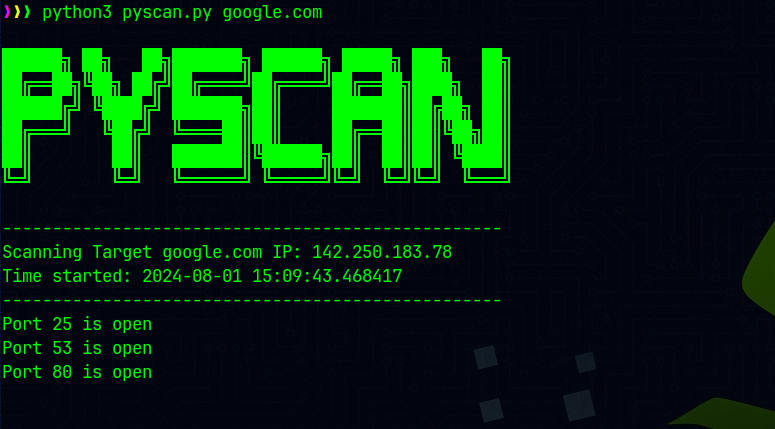 ❱❱❱ python3 pyscan.py google.com
PYSCAN
--------------------------------------------------
Scanning Target google.com IP: 142.250.183.78
Time started: 2024-08-01 15:09:43.468417
--------------------------------------------------
Port 25 is open
Port 53 is open
Port 80 is open